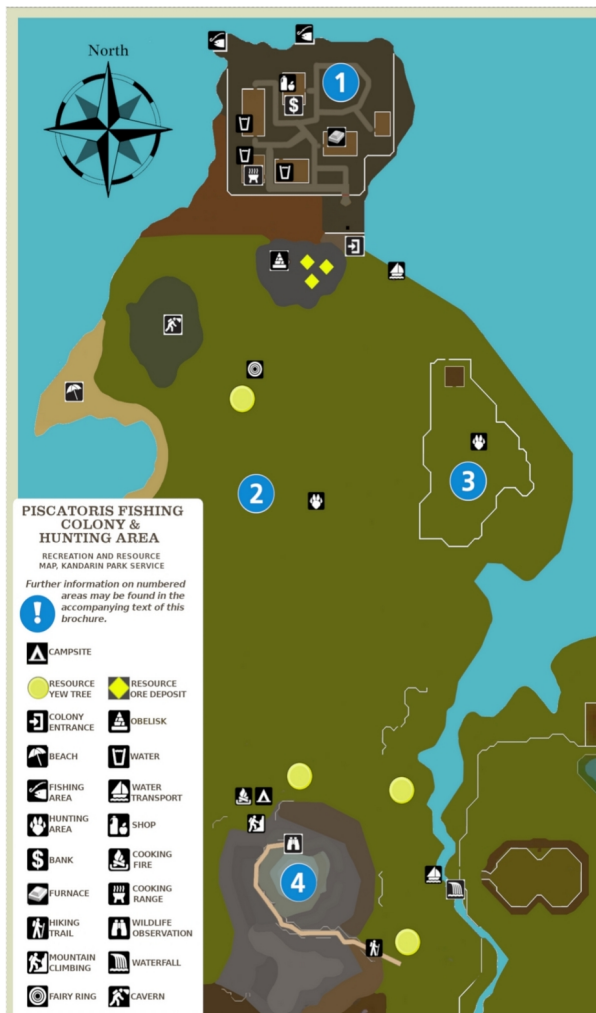 North
1
$
2
3
4
PISCATORIS FISHING
COLONY &
HUNTING AREA
RECREATION AND RESOURCE
MAP, KANDARIN PARK SERVICE
Further information on numbered
areas may be found in the
accompanying text of this
brochure.
!
CAMPSITE
RESOURCE
YEW TREE
RESOURCE
ORE DEPOSIT
COLONY
ENTRANCE
OBELISK
BEACH
WATER
FISHING
AREA
WATER
TRANSPORT
HUNTING
AREA
SHOP
$
BANK
COOKING
FIRE
FURNACE
COOKING
RANGE
HIKING
TRAIL
WILDLIFE
OBSERVATION
MOUNTAIN
CLIMBING
WATERFALL
FAIRY RING
CAVERN